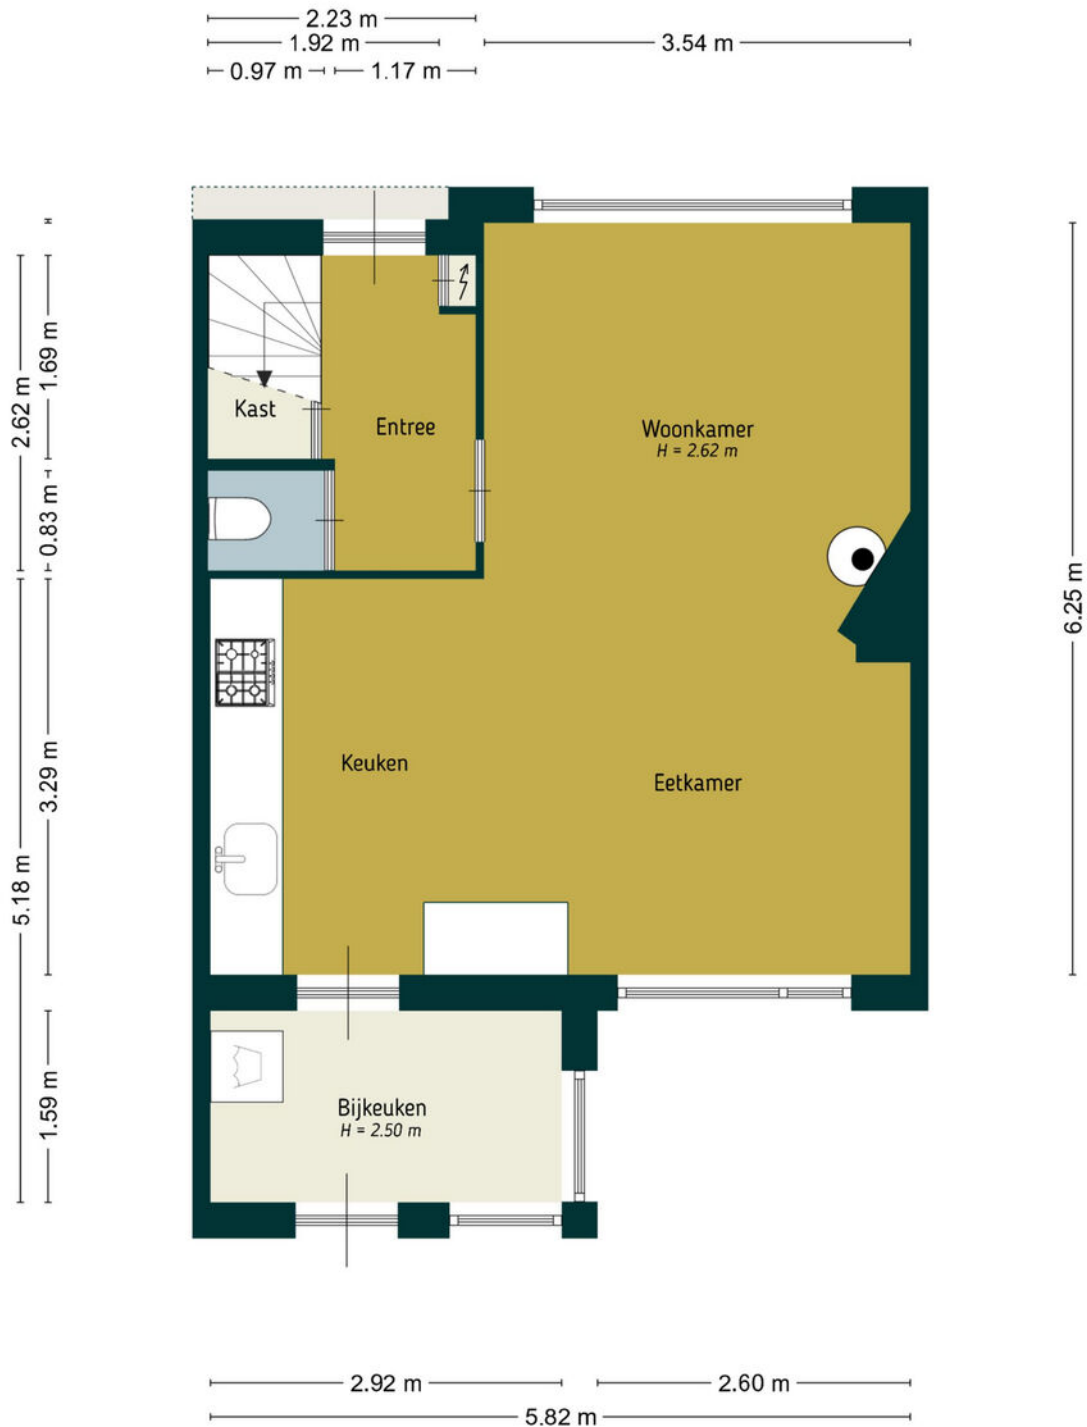 2.23 m
1.92 m
3.54 m
0.97 m
1.17 m
2.62 m
1.69 m
0.83 m
6.25 m
Kast
Entree
Woonkamer
H = 2.62 m
5.18 m
3.29 m
Keuken
Eetkamer
1.59 m
Bijkeuken
H = 2.50 m
2.92 m
2.60 m
5.82 m